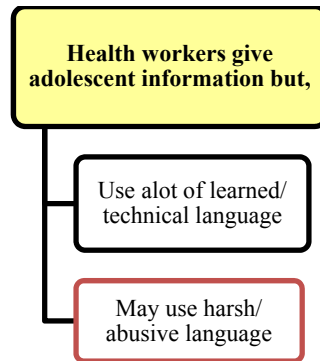 Health workers give
adolescent information but,
Use alot of learned/
technical language
May use harsh/
abusive language